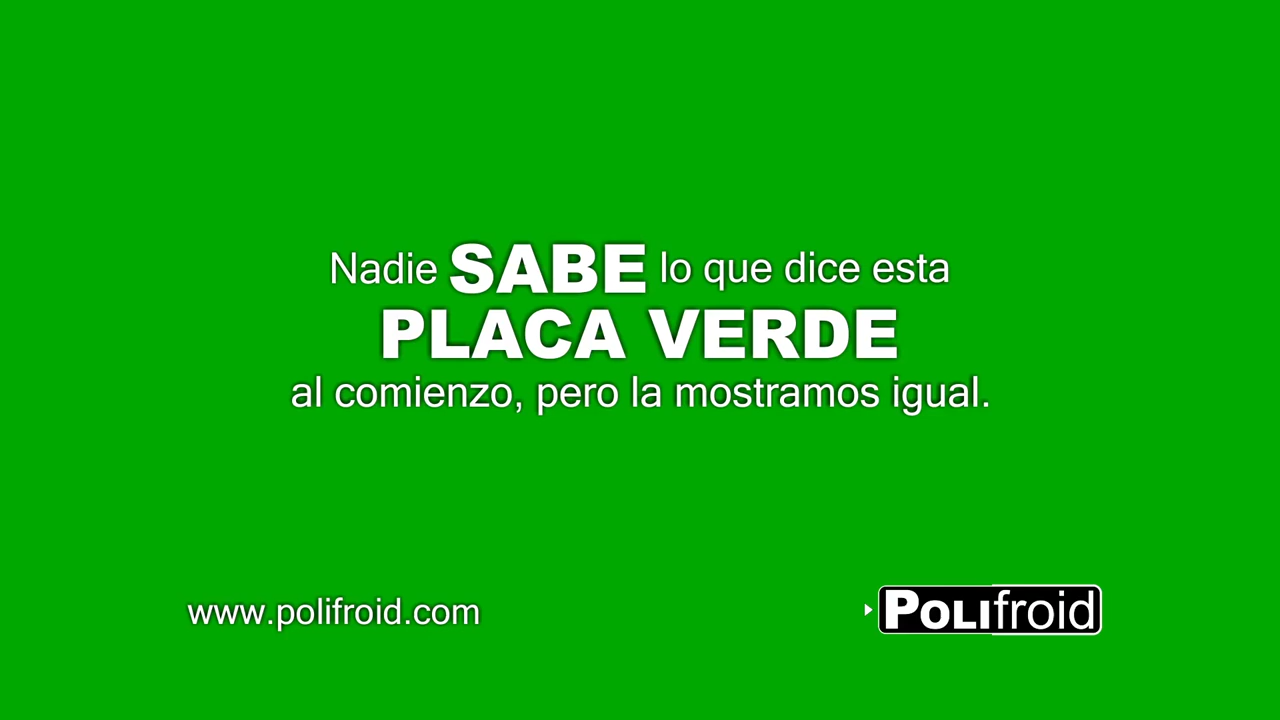 Nadie SABE lo que dice esta
PLACA VERDE
al comienzo, pero la mostramos igual.
www.polifroid.com
POLIfroid